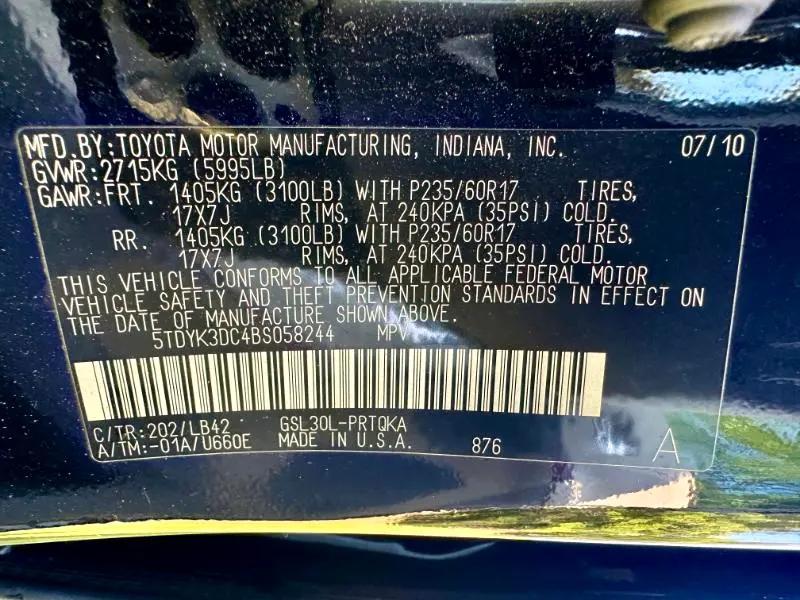 MFD.BY:TOYOTA MOTOR MANUFACTURING, INDIANA, INC. 07/10
GVWR:2715KG (5995LB)
GAWR:FRT. 1405KG (3100LB) WITH P235/60R17 TIRES,
17X7J RIMS, AT 240KPA (35PSI) COLD.
RR. 1405KG (3100LB) WITH P235/60R17 TIRES,
17X7J RIMS, AT 240KPA (35PSI) COLD.
THIS VEHICLE CONFORMS TO ALL APPLICABLE FEDERAL MOTOR
VEHICLE SAFETY AND THEFT PREVENTION STANDARDS IN EFFECT ON
THE DATE OF MANUFACTURE SHOWN ABOVE.
5TDYK3DC4BS058244 MPV
C/TR:202/LB42 GSL30L-PRTQKA
A/TM:-01A/U660E MADE IN U.S.A. 876 A